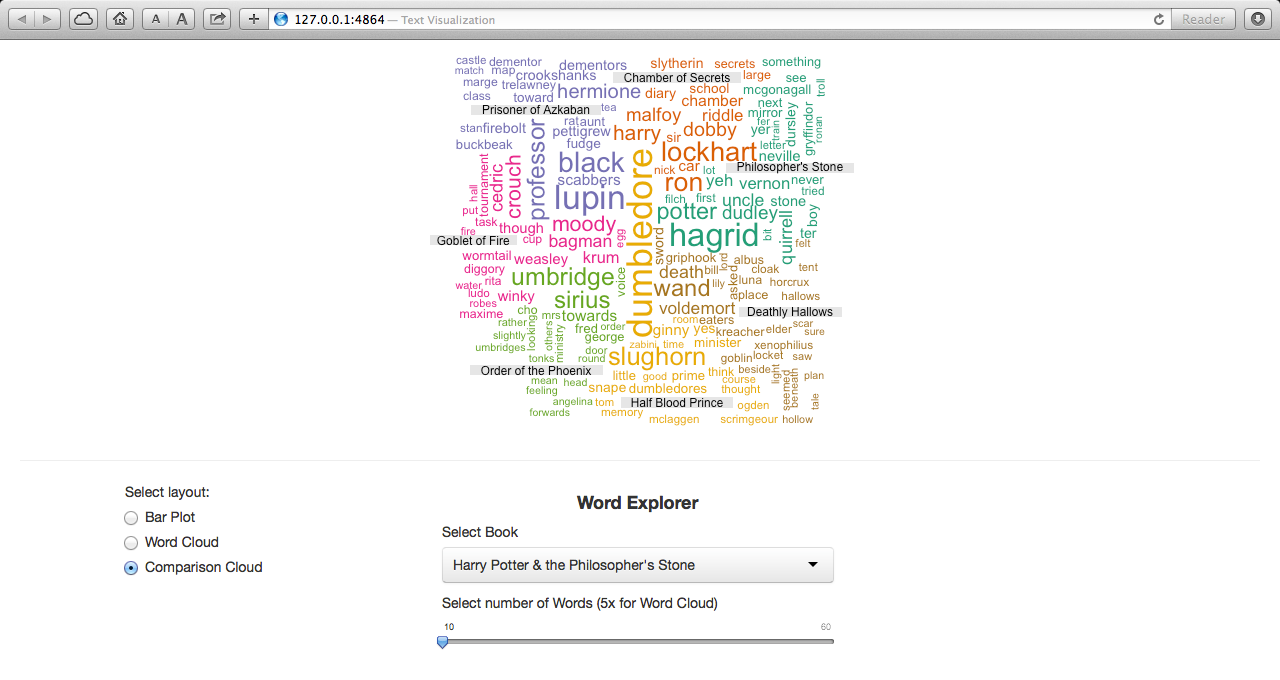 A A
127.0.0.1:4864 — Text Visualization
Reader
castle dementor dementors slytherin secrets something
match map crookshanks Chamber of Secrets large see
marge trelawney hermione diary school mcgonagall troll
class toward chamber next
Prisoner of Azkaban tea malfoy riddle mirror dursley gryffindor
rat aunt fer train ronan
stan firebolt pettigrew harry sir dobby yer
buckbeak fudge professor lockhart letter neville
black dumbledore nick car lot Philosopher's Stone
tournament cedric crouch scabbers ron yeh vernon never
hall lupin filch first uncle stone tried
put potter dudley boy
task though moody hagrid bit quirrell ter
fire
Goblet of Fire cup bagman egg sword felt
wormtail weasley krum griphook lord albus
diggory death bill cloak tent
water rita umbridge voice lily asked luna horcrux
ludo winky sirius wand place hallows
robes
maxime cho mrs towards voldemort Deathly Hallows
rather looking others fred order room eaters scar
slightly ministry george ginny yes kreacher elder sure
umbridges door zabini time minister xenophilius
tonks round slughorn goblin locket saw
Order of the Phoenix little good prime think beside light plan
mean head course seemed beneath
feeling snape dumbledores thought tale
angelina tom Half Blood Prince ogden
forwards memory mclaggen scrimgeour hollow
Select layout:
Bar Plot
Word Cloud
Comparison Cloud
Word Explorer
Select Book
Harry Potter & the Philosopher's Stone
Select number of Words (5x for Word Cloud)
10 60